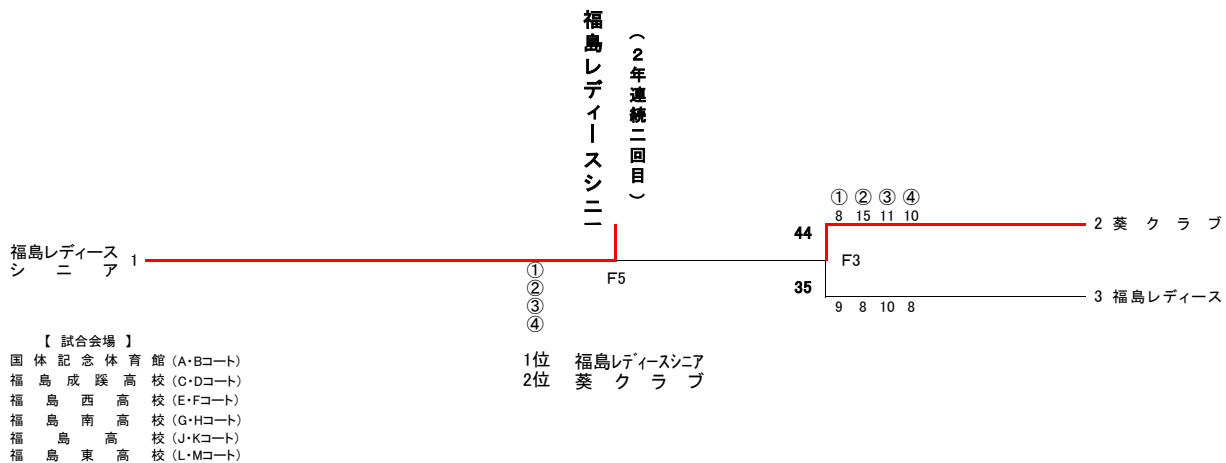 福島レディースシニ
（２年連続二回目）
① ② ③ ④
8 15 11 10
44
2 葵クラブ
福島レディース
シニア
1
F3
F5
35
3 福島レディース
9 8 10 8
①
②
③
④
【 試合会場 】
国体記念体育館(A・Bコート)
福島成蹊高校(C・Dコート)
福島西高校(E・Fコート)
福島南高校(G・Hコート)
福島高校(J・Kコート)
福島東高校(L・Mコート)
1位 福島レディースシニア
2位 葵クラブ